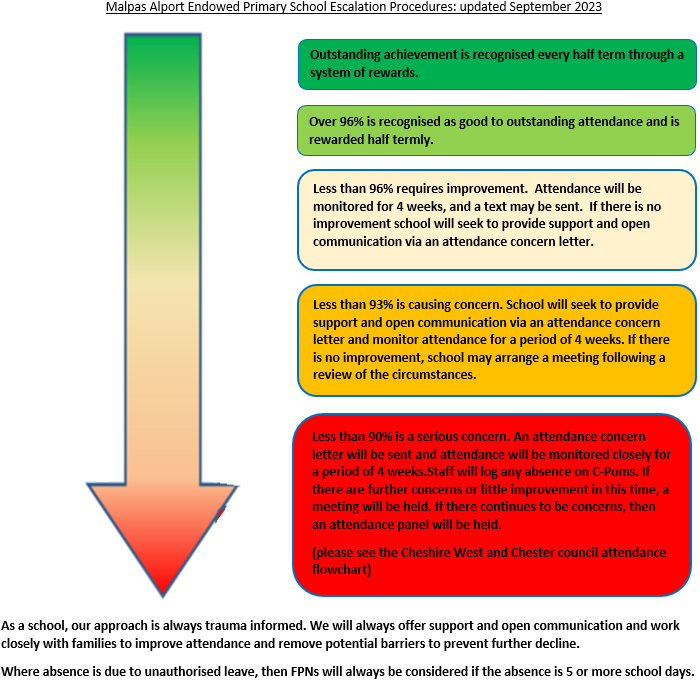 Malpas Alport Endowed Primary School Escalation Procedures: updated September 2023
Outstanding achievement is recognised every half term through a
system of rewards.
Over 96% is recognised as good to outstanding attendance and is
rewarded half termly.
Less than 96% requires improvement.  Attendance will be
monitored for 4 weeks, and a text may be sent.  If there is no
improvement school will seek to provide support and open
communication via an attendance concern letter.
Less than 93% is causing concern. School will seek to provide
support and open communication via an attendance concern
letter and monitor attendance for a period of 4 weeks. If there
is no improvement, school may arrange a meeting following a
review of the circumstances.
Less than 90% is a serious concern. An attendance concern
letter will be sent and attendance will be monitored closely for
a period of 4 weeks.Staff will log any absence on C-Poms. If
there are further concerns or little improvement in this time, a
meeting will be held. If there continues to be concerns, then
an attendance panel will be held.
(please see the Cheshire West and Chester council attendance
flowchart)
As a school, our approach is always trauma informed. We will always offer support and open communication and work
closely with families to improve attendance and remove potential barriers to prevent further decline.
Where absence is due to unauthorised leave, then FPNs will always be considered if the absence is 5 or more school days.